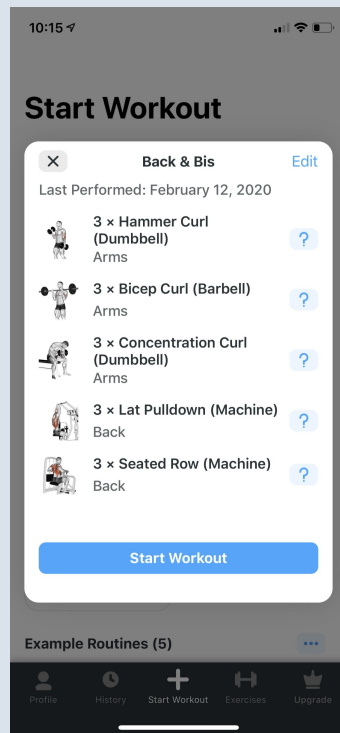 10:15
Start Workout
Back & Bis
Edit
Last Performed: February 12, 2020
3 × Hammer Curl
(Dumbbell)
Arms
?
3 × Bicep Curl (Barbell)
Arms
?
3 × Concentration Curl
(Dumbbell)
Arms
?
3 × Lat Pulldown (Machine)
Back
?
3 × Seated Row (Machine)
Back
?
Start Workout
Example Routines (5)
Profile
History
Start Workout
Exercises
Upgrade